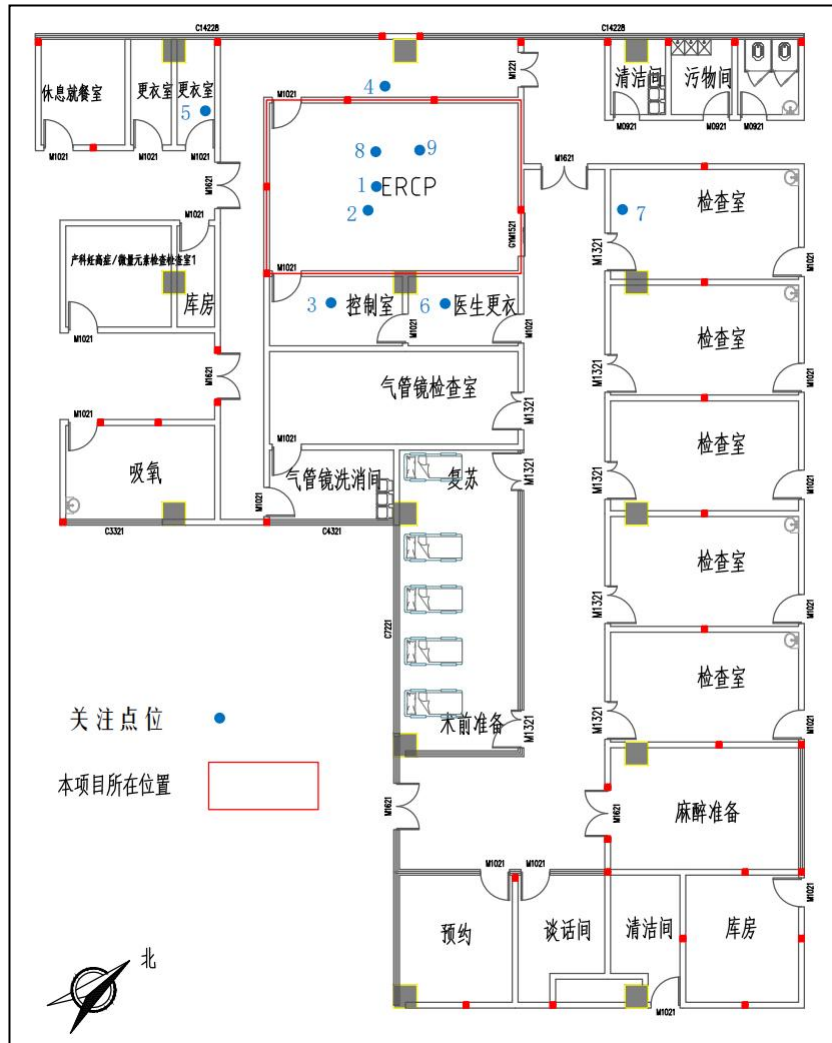 C14228
C14228
休息就餐室
更衣室
更衣室
5
4
M1221
清洁间
污物间
M1021
M1021
M1021
M1021
M0921
M0921
M0921
8
9
1
ERCP
2
M1621
M1621
7
检查室
M1321
M1021
GYM1521
M1021
产科妊高症/微量元素检查检查室1
库房
M1021
M1021
3
控制室
6
医生更衣
M1021
M1021
检查室
M1321
M1021
M1621
气管镜检查室
M1321
M1021
吸氧
M1021
气管镜洗消间
M1021
复苏
M1321
检查室
M1321
M1021
C3321
C4321
检查室
M1321
M1021
C7221
检查室
M1321
M1021
术前准备
M1321
关注点位
本项目所在位置
M1621
M1621
麻醉准备
M1021
M1021
M1021
预约
谈话间
清洁间
库房
M1021
北